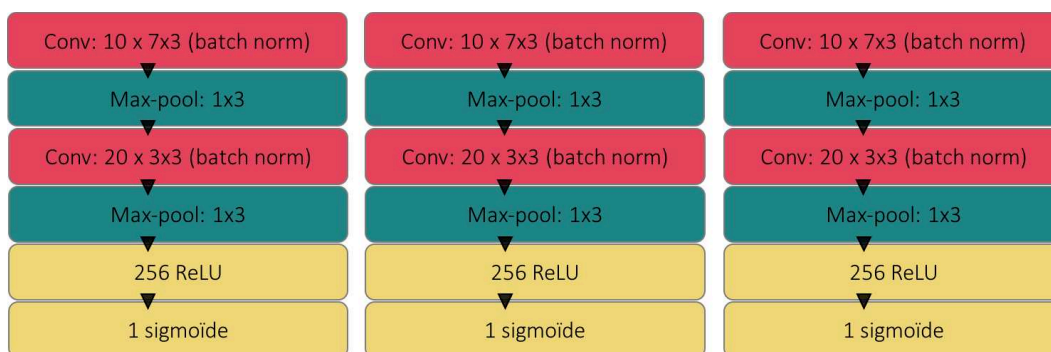 Conv: 10 x 7x3 (batch norm)
Max-pool: 1x3
Conv: 20 x 3x3 (batch norm)
Max-pool: 1x3
256 ReLU
1 sigmoïde
Conv: 10 x 7x3 (batch norm)
Max-pool: 1x3
Conv: 20 x 3x3 (batch norm)
Max-pool: 1x3
256 ReLU
1 sigmoïde
Conv: 10 x 7x3 (batch norm)
Max-pool: 1x3
Conv: 20 x 3x3 (batch norm)
Max-pool: 1x3
256 ReLU
1 sigmoïde